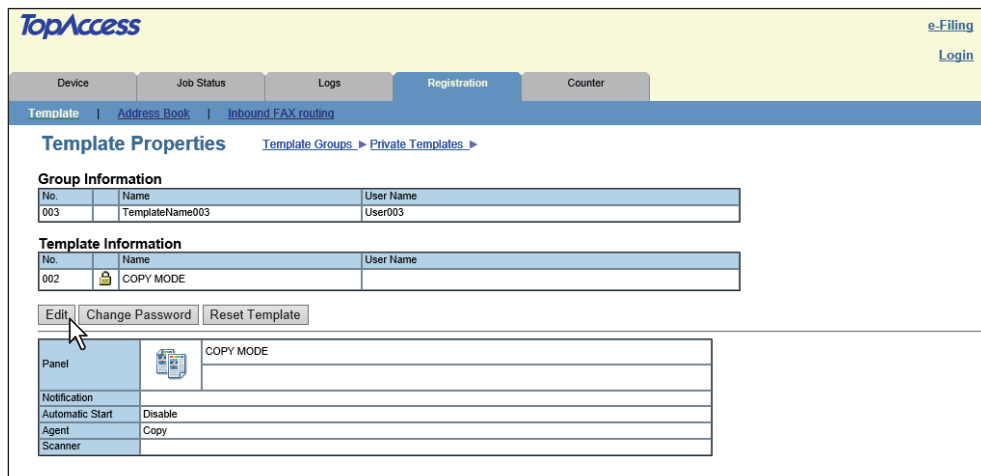 TopAccess
e-Filing
Login
Device Job Status Logs Registration Counter
Template | Address Book | Inbound FAX routing
Template Properties Template Groups Private Templates
Group Information
No. Name User Name
003 TemplateName003 User003
Template Information
No. Name User Name
002 COPY MODE
Edit Change Password Reset Template
Panel COPY MODE
Notification
Automatic Start Disable
Agent Copy
Scanner